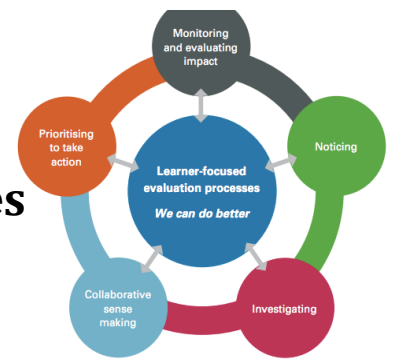 Monitoring
and evaluating
impact
Prioritising
to take
action
Noticing
Learner-focused
evaluation processes
We can do better
es
Collaborative
sense
making
Investigating